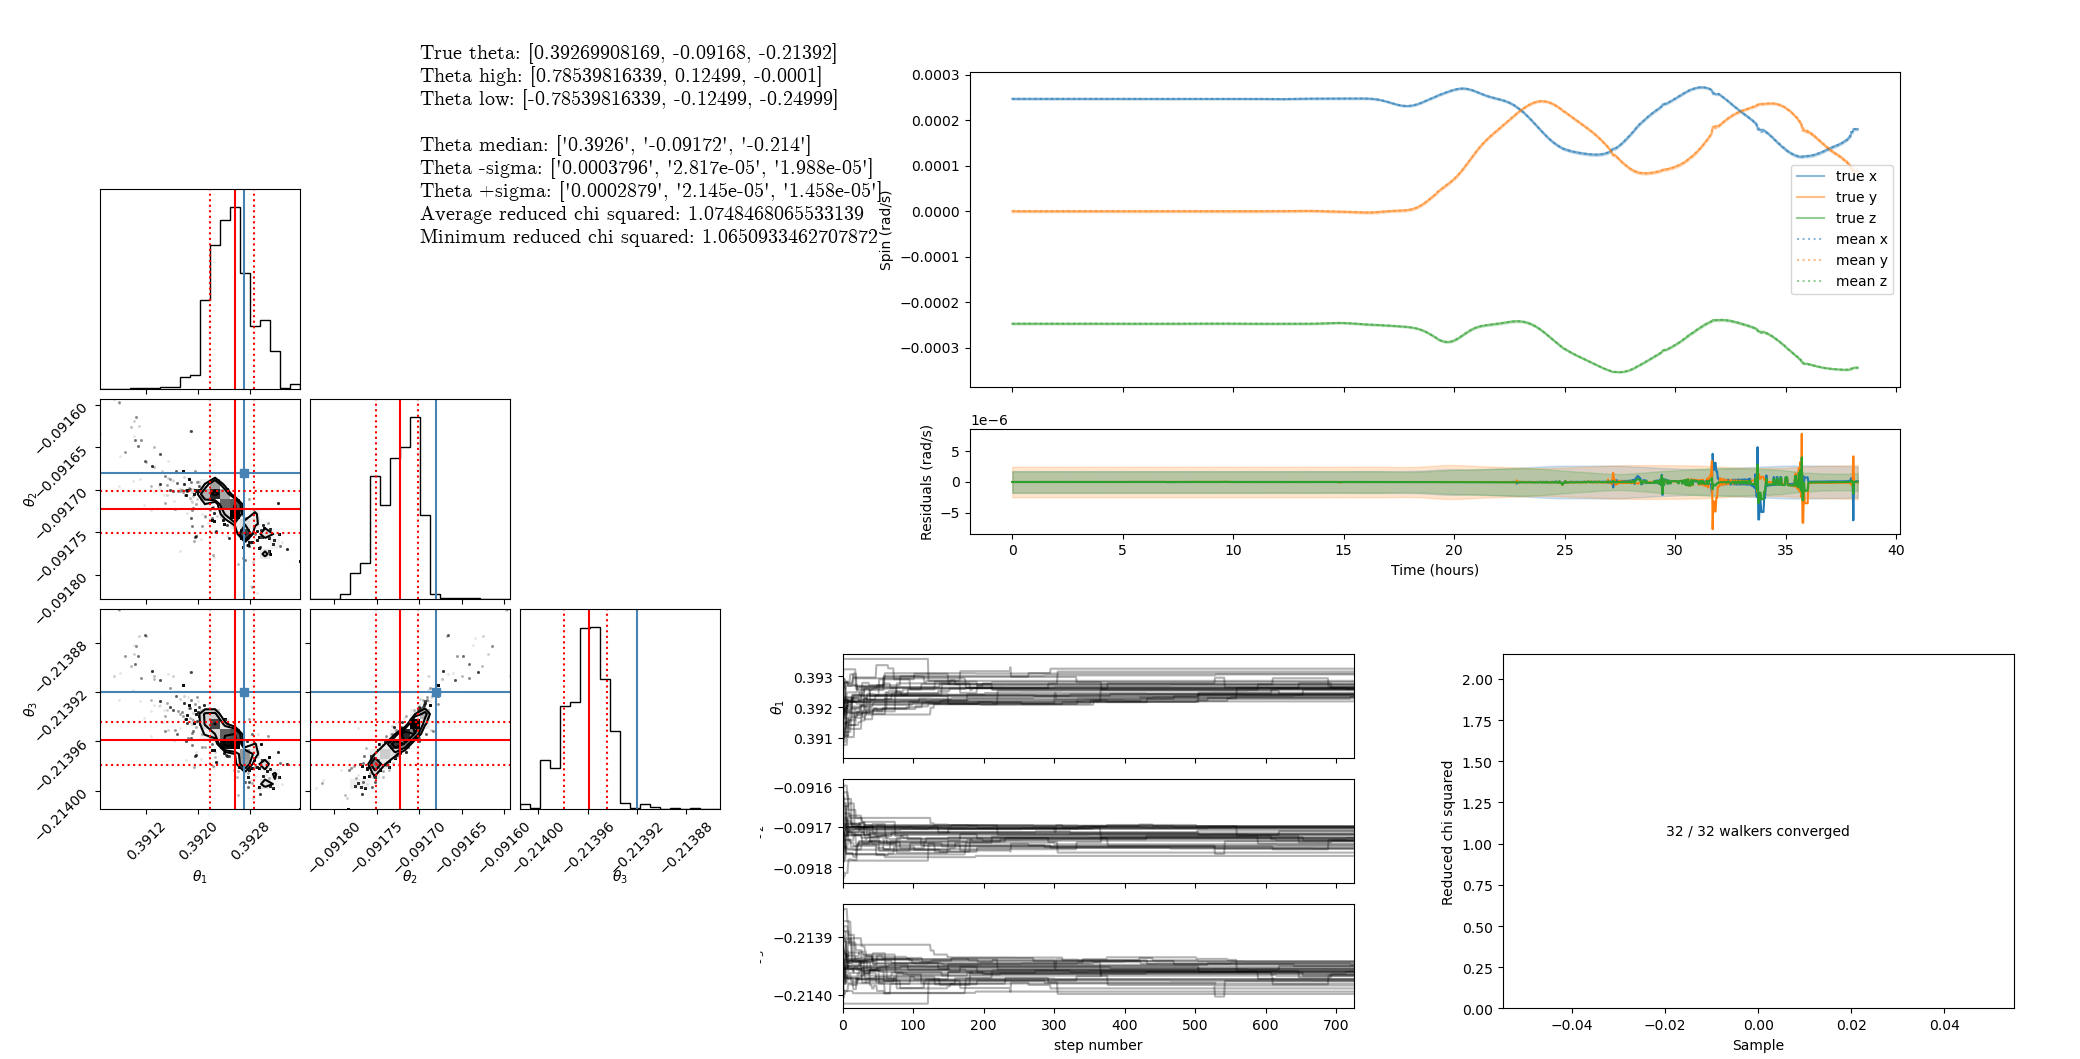 True theta: [0.39269908169, -0.09168, -0.21392]
Theta high: [0.78539816339, 0.12499, -0.0001]
Theta low: [-0.78539816339, -0.12499, -0.24999]
Theta median: ['0.3926', '-0.09172', '-0.214']
Theta -sigma: ['0.0003796', '2.817e-05', '1.988e-05']
Theta +sigma: ['0.0002879', '2.145e-05', '1.458e-05']
Average reduced chi squared: 1.0748468065533139
Minimum reduced chi squared: 1.0650933462707872
0.0003
0.0002
0.0001
0.0000
−0.0001
−0.0002
−0.0003
Spin (rad/s)
true x
true y
true z
mean x
mean y
mean z
1e−6
5
0
−5
Residuals (rad/s)
0
5
10
15
20
25
30
35
40
Time (hours)
−0.09160
−0.09165
−0.09170
−0.09175
−0.09180
θ2
−0.21388
−0.21392
−0.21396
−0.21400
θ3
0.3912
0.3920
0.3928
θ1
−0.09180
−0.09175
−0.09170
−0.09165
−0.09160
θ2
−0.21400
−0.21396
−0.21392
−0.21388
θ3
0.393
0.392
0.391
θ1
−0.0916
−0.0917
−0.0918
−0.2139
−0.2140
0
100
200
300
400
500
600
700
step number
2.00
1.75
1.50
1.25
1.00
0.75
0.50
0.25
0.00
Reduced chi squared
32 / 32 walkers converged
−0.04
−0.02
0.00
0.02
0.04
Sample